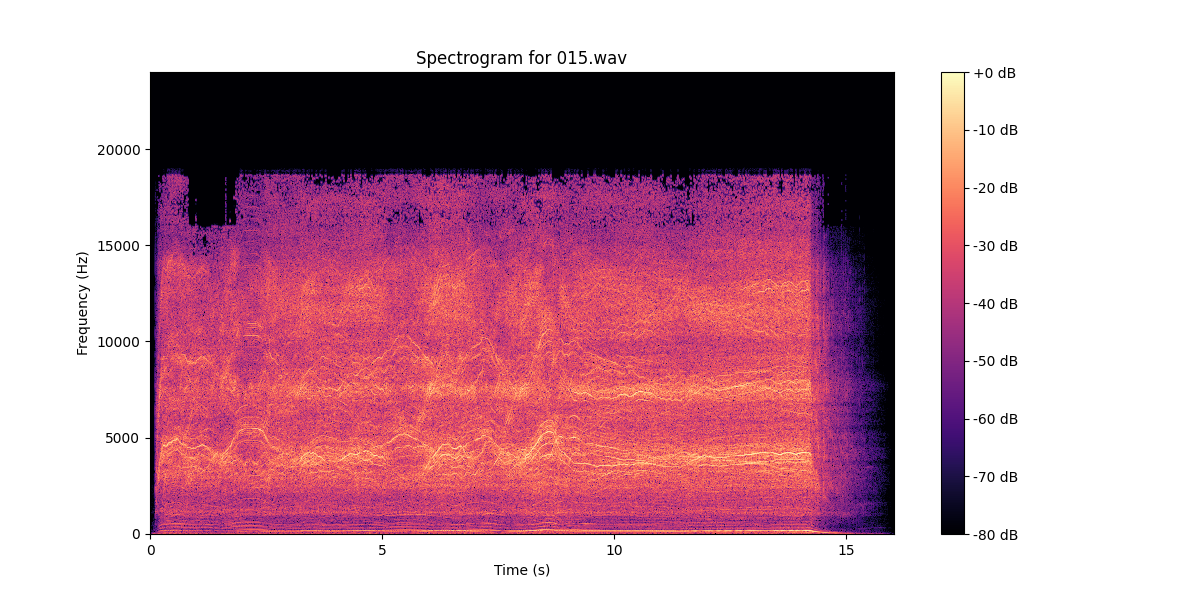 Spectrogram for 015.wav
Frequency (Hz)
20000
15000
10000
5000
0
0
5
10
15
Time (s)
+0 dB
-10 dB
-20 dB
-30 dB
-40 dB
-50 dB
-60 dB
-70 dB
-80 dB